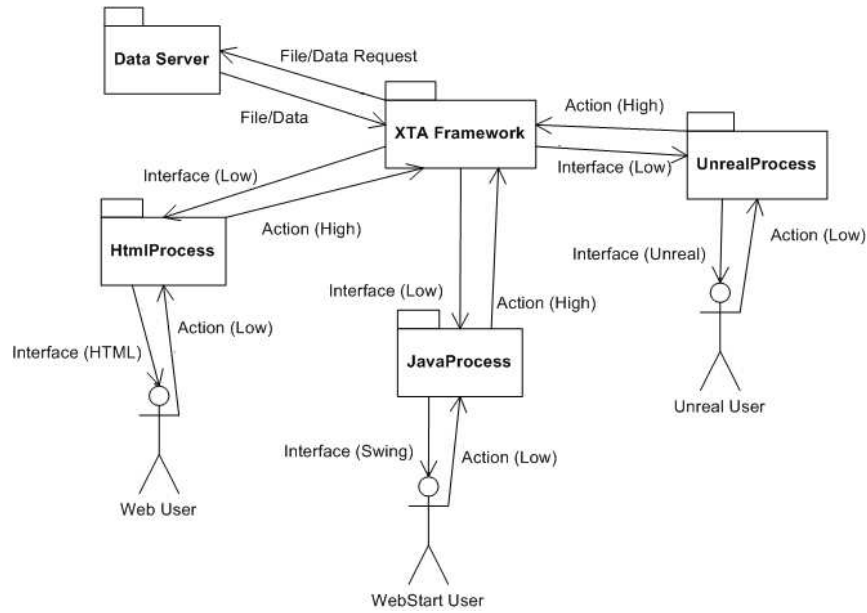 Data Server
File/Data Request
File/Data
XTA Framework
Action (High)
Interface (Low)
UnrealProcess
Interface (Low)
Action (High)
HtmlProcess
Action (Low)
Interface (Unreal)
Interface (Low)
Action (High)
Action (Low)
Interface (HTML)
JavaProcess
Unreal User
Interface (Swing)
Action (Low)
Web User
WebStart User